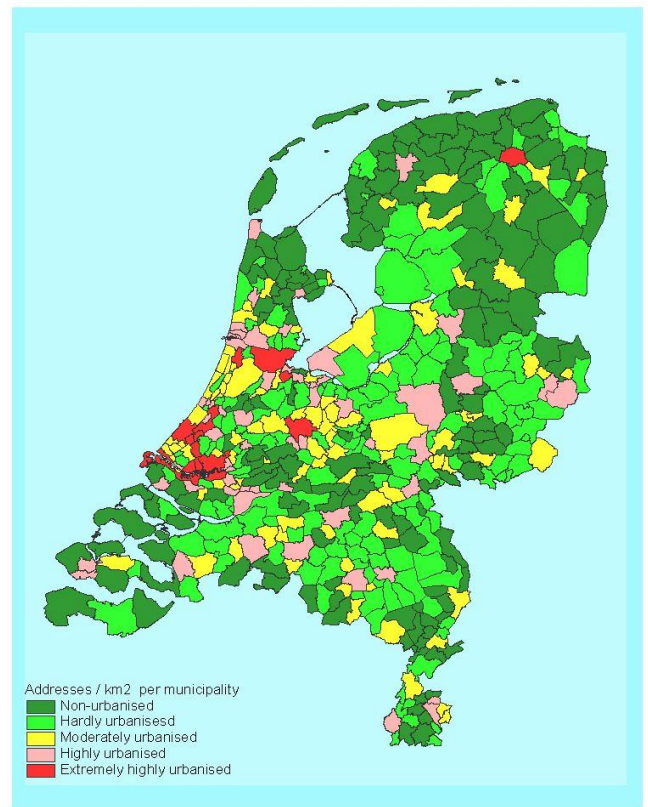 Addresses / km2 per municipality
Non-urbanised
Hardly urbanisesd
Moderately urbanised
Highly urbanised
Extremely highly urbanised